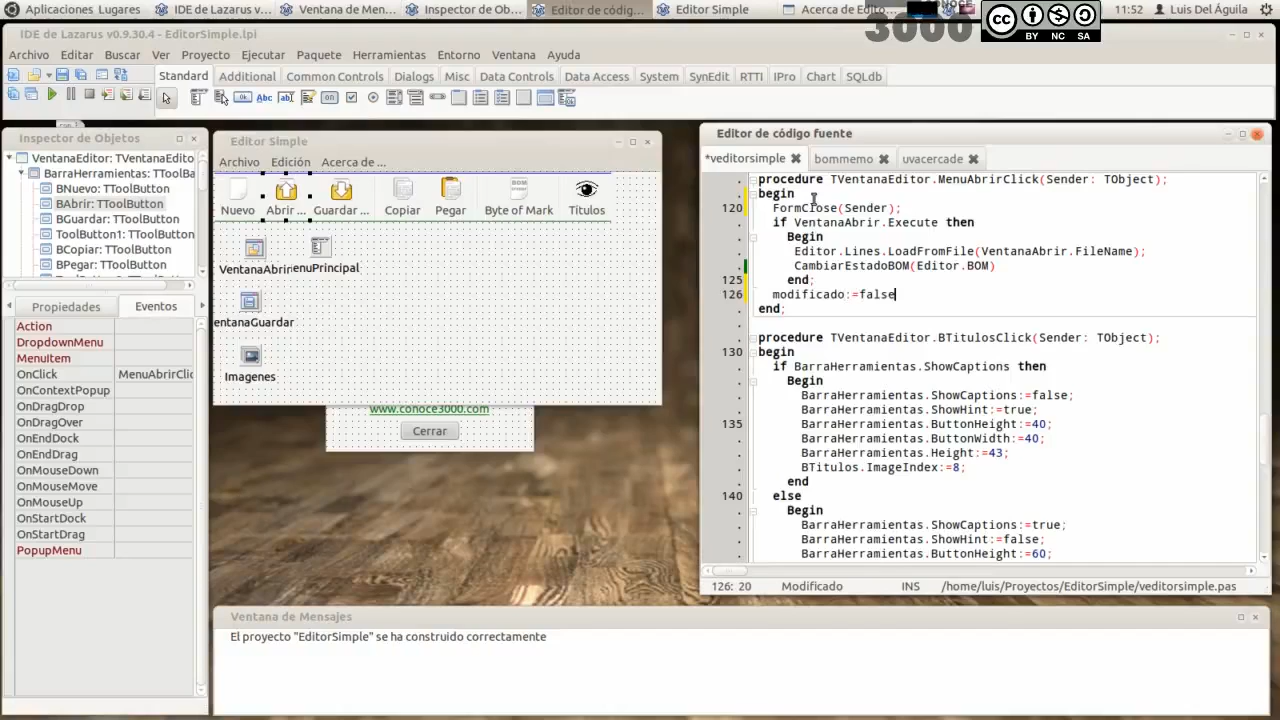 Aplicaciones Lugares
IDE de Lazarus v...
Ventana de Men...
Inspector de Ob...
Editor de códig...
Editor Simple
Acerca de Edito...
CONOCE
3000
CC BY NC SA
11:52
Luis Del Águila
IDE de Lazarus v0.9.30.4 - EditorSimple.lpi
Archivo Editar Buscar Ver Proyecto Ejecutar Paquete Herramientas Entorno Ventana Ayuda
Standard Additional Common Controls Dialogs Misc Data Controls Data Access System SynEdit RTTI IPro Chart SQLdb
Ok Abc ab on
Inspector de Objetos
VentanaEditor: TVentanaEdito
BarraHerramientas: TToolBa
BNuevo: TToolButton
BAbrir: TToolButton
BGuardar: TToolButton
ToolButton1: TToolButton
BCopiar: TToolButton
BPegar: TToolButton
Propiedades Eventos
Action
DropdownMenu
MenuItem
OnClick MenuAbrirClic
OnContextPopup
OnDragDrop
OnDragOver
OnEndDock
OnEndDrag
OnMouseDown
OnMouseMove
OnMouseUp
OnStartDock
OnStartDrag
PopupMenu
Editor Simple
Archivo Edición Acerca de ...
Nuevo Abrir ... Guardar ... Copiar Pegar Byte of Mark Títulos
VentanaAbrir
enuPrincipal
entanaGuardar
Imagenes
www.conoce3000.com
Cerrar
Editor de código fuente
*veditorsimple bommemo uvacercade
procedure TVentanaEditor.MenuAbrirClick(Sender: TObject);
begin
120 FormClose(Sender);
if VentanaAbrir.Execute then
Begin
Editor.Lines.LoadFromFile(VentanaAbrir.FileName);
CambiarEstadoBOM(Editor.BOM)
125 end;
126 modificado:=false
end;
procedure TVentanaEditor.BTitulosClick(Sender: TObject);
130 begin
if BarraHerramientas.ShowCaptions then
Begin
BarraHerramientas.ShowCaptions:=false;
BarraHerramientas.ShowHint:=true;
135 BarraHerramientas.ButtonHeight:=40;
BarraHerramientas.ButtonWidth:=40;
BarraHerramientas.Height:=43;
BTitulos.ImageIndex:=8;
end
140 else
Begin
BarraHerramientas.ShowCaptions:=true;
BarraHerramientas.ShowHint:=false;
BarraHerramientas.ButtonHeight:=60;
126: 20 Modificado INS /home/luis/Proyectos/EditorSimple/veditorsimple.pas
Ventana de Mensajes
El proyecto "EditorSimple" se ha construido correctamente